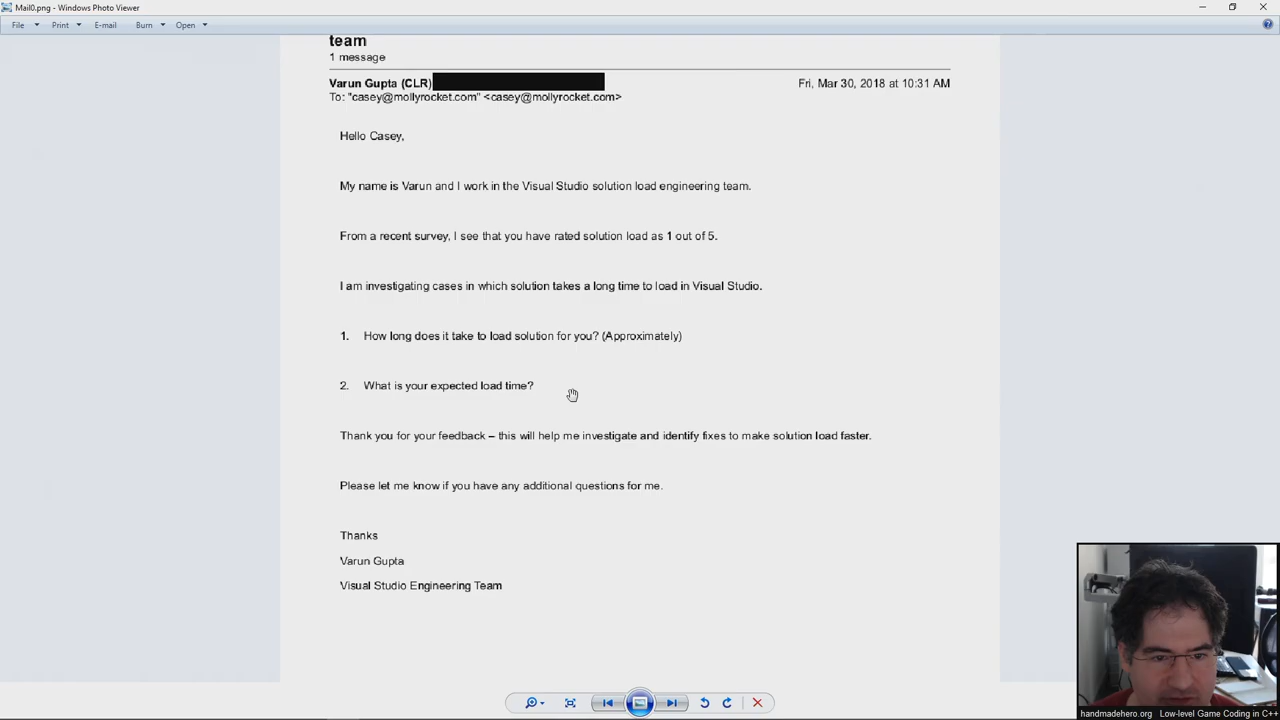 Mail0.png - Windows Photo Viewer
File Print E-mail Burn Open
team
1 message
Varun Gupta (CLR) Fri, Mar 30, 2018 at 10:31 AM
To: "casey@mollyrocket.com" <casey@mollyrocket.com>
Hello Casey,
My name is Varun and I work in the Visual Studio solution load engineering team.
From a recent survey, I see that you have rated solution load as 1 out of 5.
I am investigating cases in which solution takes a long time to load in Visual Studio.
1. How long does it take to load solution for you? (Approximately)
2. What is your expected load time?
Thank you for your feedback – this will help me investigate and identify fixes to make solution load faster.
Please let me know if you have any additional questions for me.
Thanks
Varun Gupta
Visual Studio Engineering Team
handmadehero.org Low-level Game Coding in C++